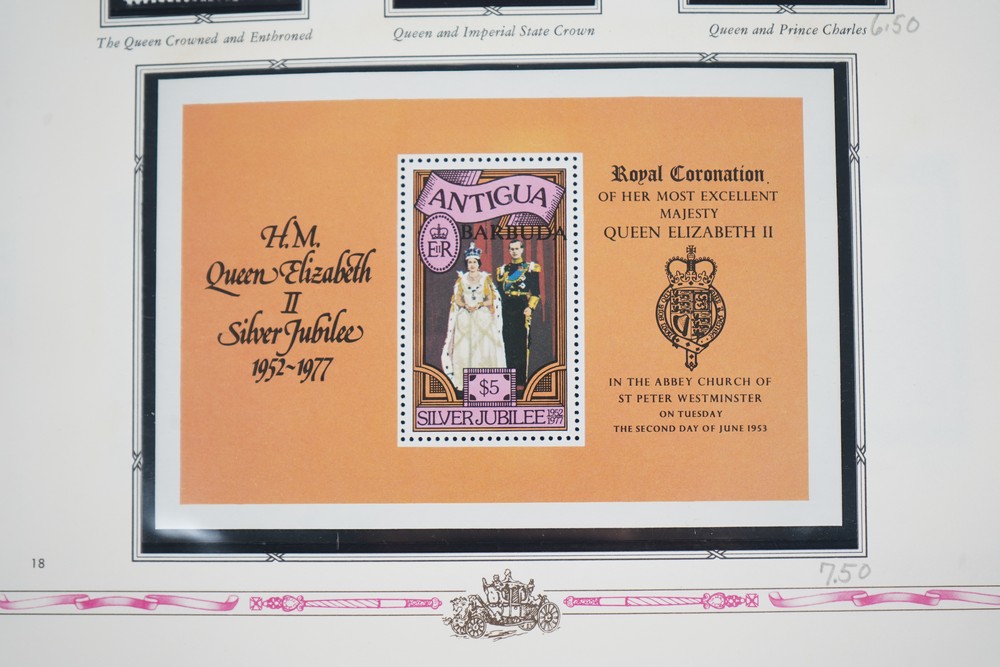 The Queen Crowned and Enthroned
Queen and Imperial State Crown
Queen and Prince Charles
6.50
H.M.
Queen Elizabeth
II
Silver Jubilee
1952~1977
ANTIGUA
BARBUDA
EIIR
$5
SILVER JUBILEE 1952 1977
Royal Coronation
OF HER MOST EXCELLENT
MAJESTY
QUEEN ELIZABETH II
IN THE ABBEY CHURCH OF
ST PETER WESTMINSTER
ON TUESDAY
THE SECOND DAY OF JUNE 1953
18
7.50